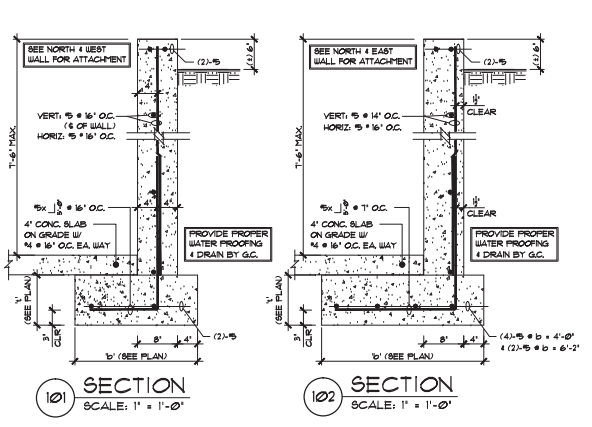 SEE NORTH & WEST
WALL FOR ATTACHMENT
(2)-#5
(±) 6"
7'-6" MAX.
VERT: #5 @ 16" O.C.
(¢ OF WALL)
HORIZ: #5 @ 16" O.C.
4" 4"
#5x @ 16" O.C.
4" CONC. SLAB
ON GRADE W/
#4 @ 16" O.C. EA. WAY
PROVIDE PROPER
WATER PROOFING
& DRAIN BY G.C.
(SEE PLAN)
3"
CLR
(2)-#5
8" 4"
'b' (SEE PLAN)
101 SECTION
SCALE: 1" = 1'-0"
SEE NORTH & EAST
WALL FOR ATTACHMENT
(2)-#5
(±) 6"
7'-6" MAX.
VERT: #5 @ 14" O.C.
HORIZ: #5 @ 16" O.C.
CLEAR
#5x @ 7" O.C.
CLEAR
4" CONC. SLAB
ON GRADE W/
#4 @ 16" O.C. EA. WAY
PROVIDE PROPER
WATER PROOFING
& DRAIN BY G.C.
(SEE PLAN)
3"
CLR
(4)-#5 @ b = 4'-0"
& (2)-#5 @ b = 6'-2"
8" 4"
'b' (SEE PLAN)
102 SECTION
SCALE: 1" = 1'-0"